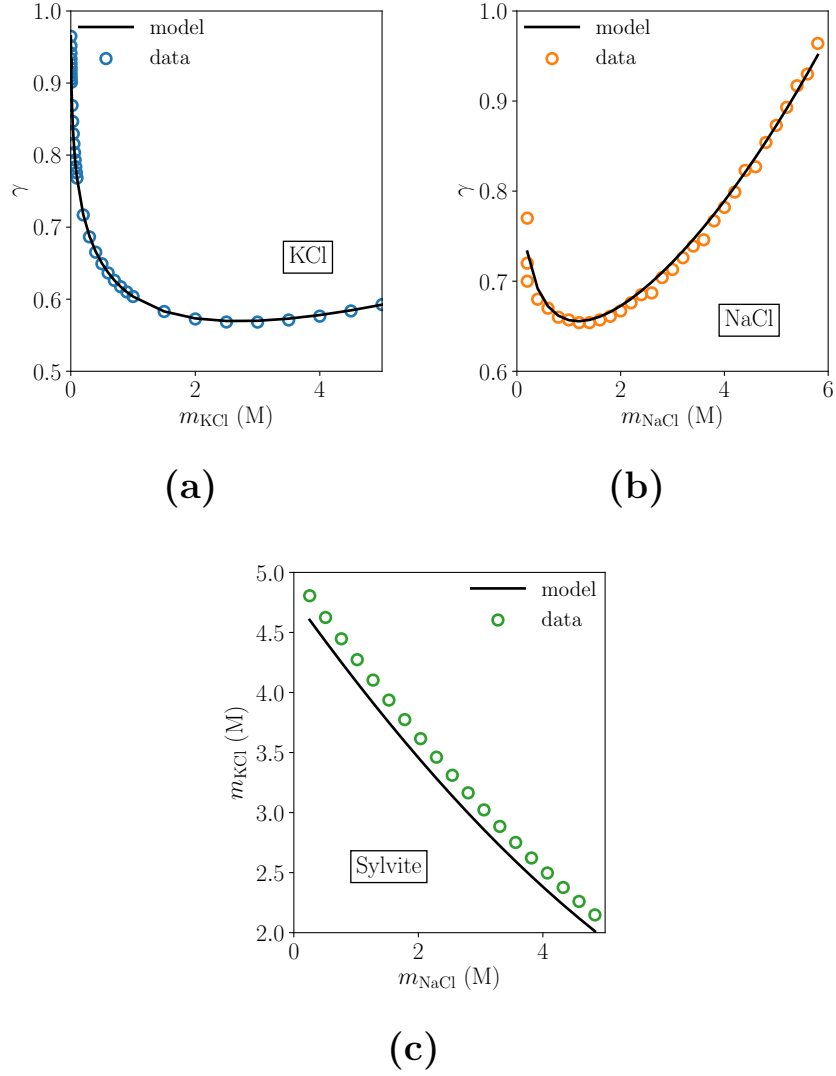 1.0
0.9
0.8
0.7
0.6
0.5
γ
model
data
KCl
0 2 4
m_KCl (M)
(a)
1.0
0.9
0.8
0.7
0.6
γ
model
data
NaCl
0 2 4 6
m_NaCl (M)
(b)
5.0
4.5
4.0
3.5
3.0
2.5
2.0
m_KCl (M)
model
data
Sylvite
0 2 4
m_NaCl (M)
(c)